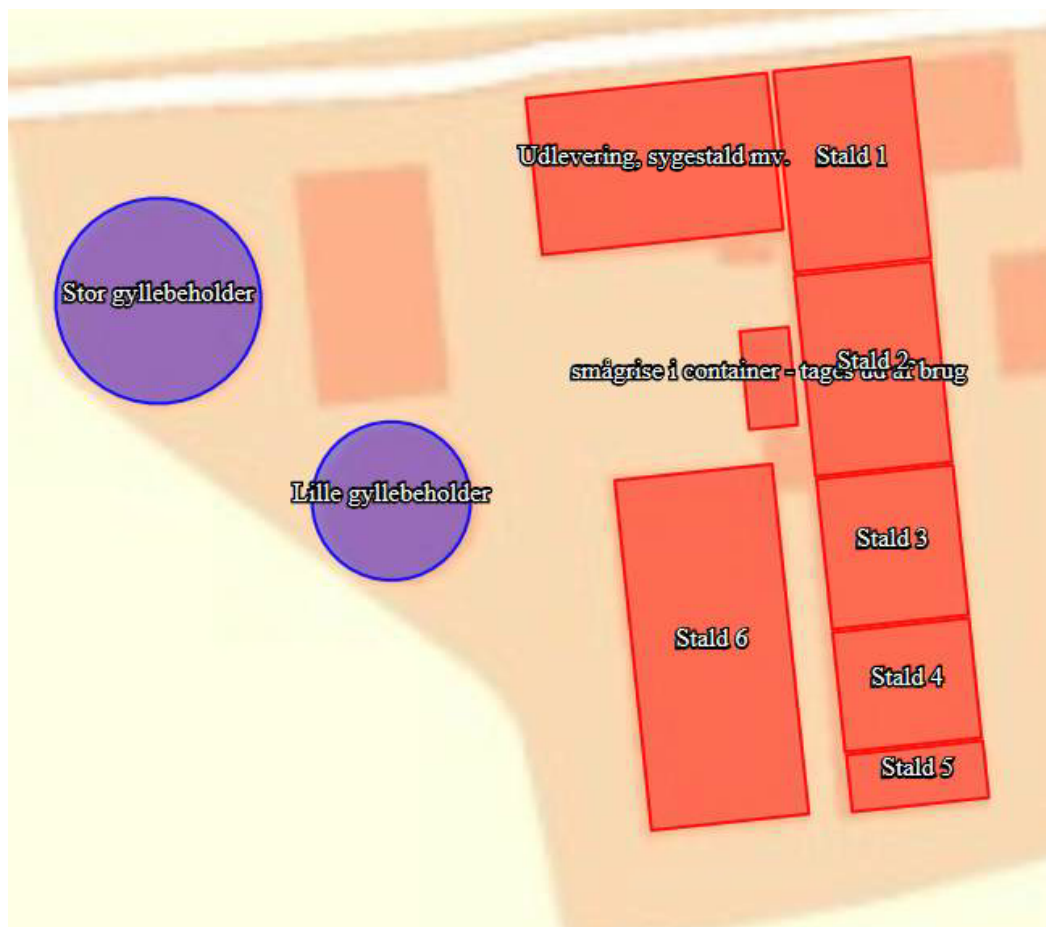 Udlevering, sygestald mv.
Stald 1
Stor gyllebeholder
Stald 2
smågrise i container - tages ud af brug
Lille gyllebeholder
Stald 3
Stald 6
Stald 4
Stald 5